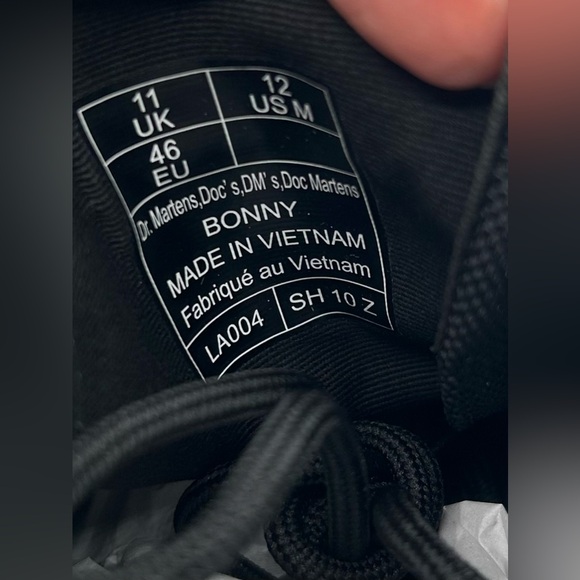 11 UK
12 US M
46 EU
Dr. Martens,Doc's,DM's,Doc Martens
BONNY
MADE IN VIETNAM
Fabriqué au Vietnam
LA004
SH 10 Z